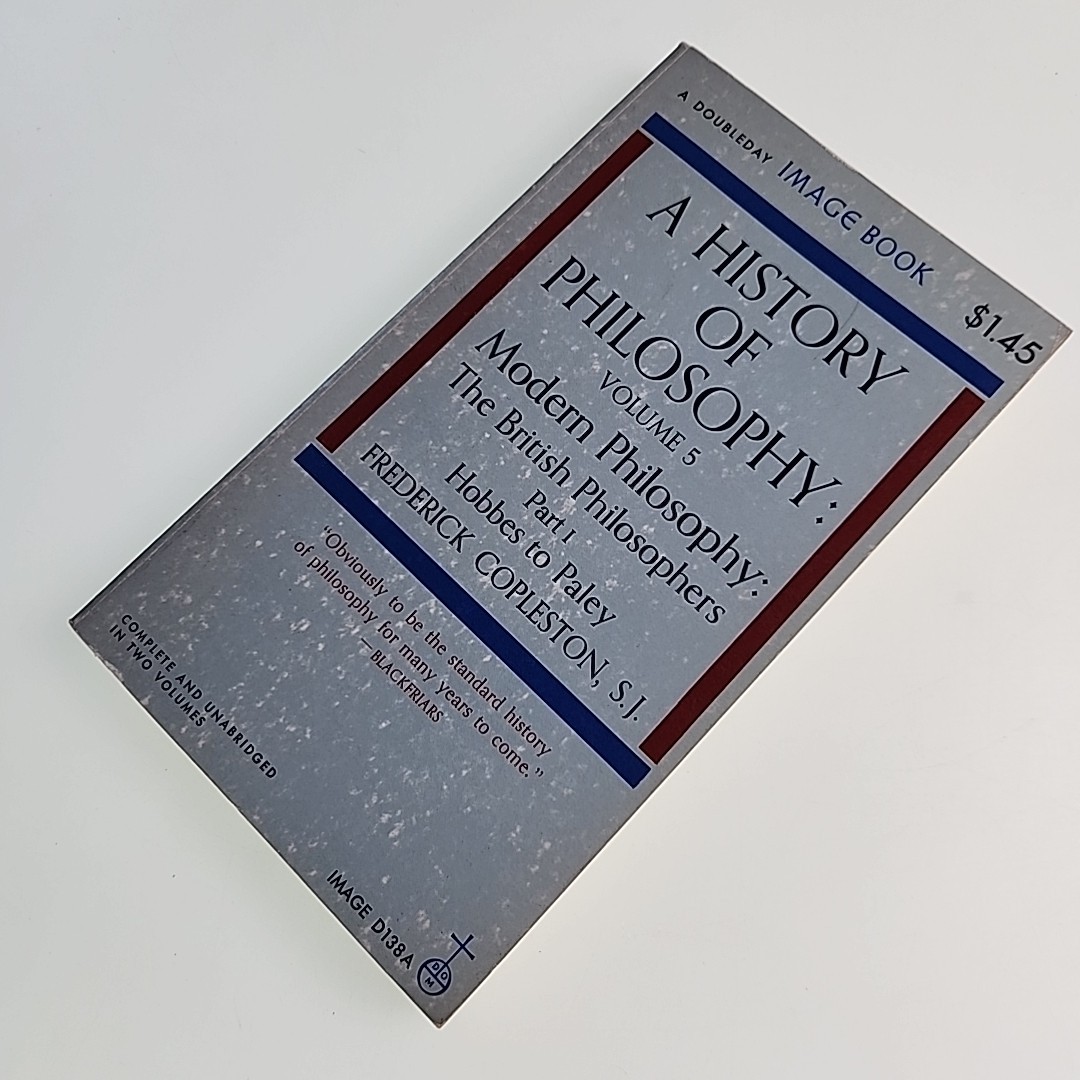 A DOUBLEDAY IMAGE BOOK
$1.45
A HISTORY
OF
PHILOSOPHY:
VOLUME 5
Modern Philosophy:
The British Philosophers
Part I
Hobbes to Paley
FREDERICK COPLESTON, S.J.
"Obviously to be the standard history
of philosophy for many years to come."
—BLACKFRIARS
COMPLETE AND UNABRIDGED
IN TWO VOLUMES
IMAGE D138A
D O
M